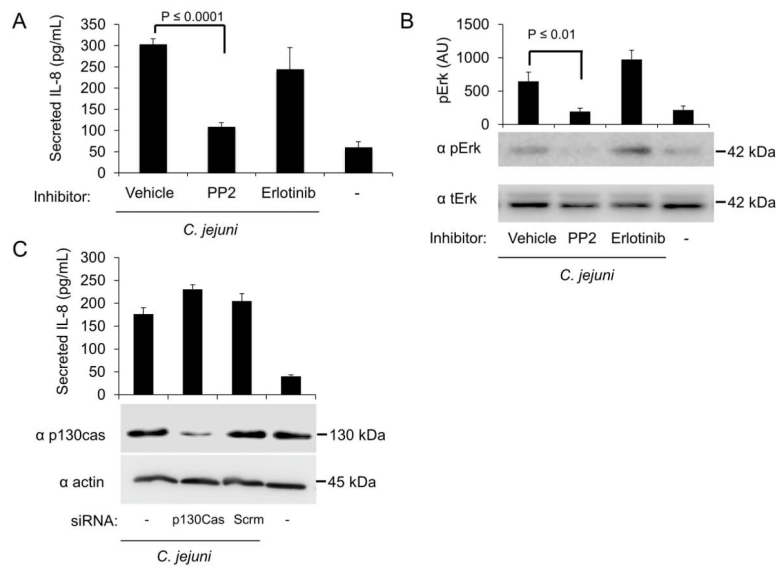 A
P ≤ 0.0001
Secreted IL-8 (pg/mL)
350
300
250
200
150
100
50
0
Inhibitor: Vehicle PP2 Erlotinib -
C. jejuni
B
P ≤ 0.01
pErk (AU)
1500
1000
500
0
α pErk 42 kDa
α tErk 42 kDa
Inhibitor: Vehicle PP2 Erlotinib -
C. jejuni
C
Secreted IL-8 (pg/mL)
300
250
200
150
100
50
0
α p130cas 130 kDa
α actin 45 kDa
siRNA: - p130Cas Scrm -
C. jejuni